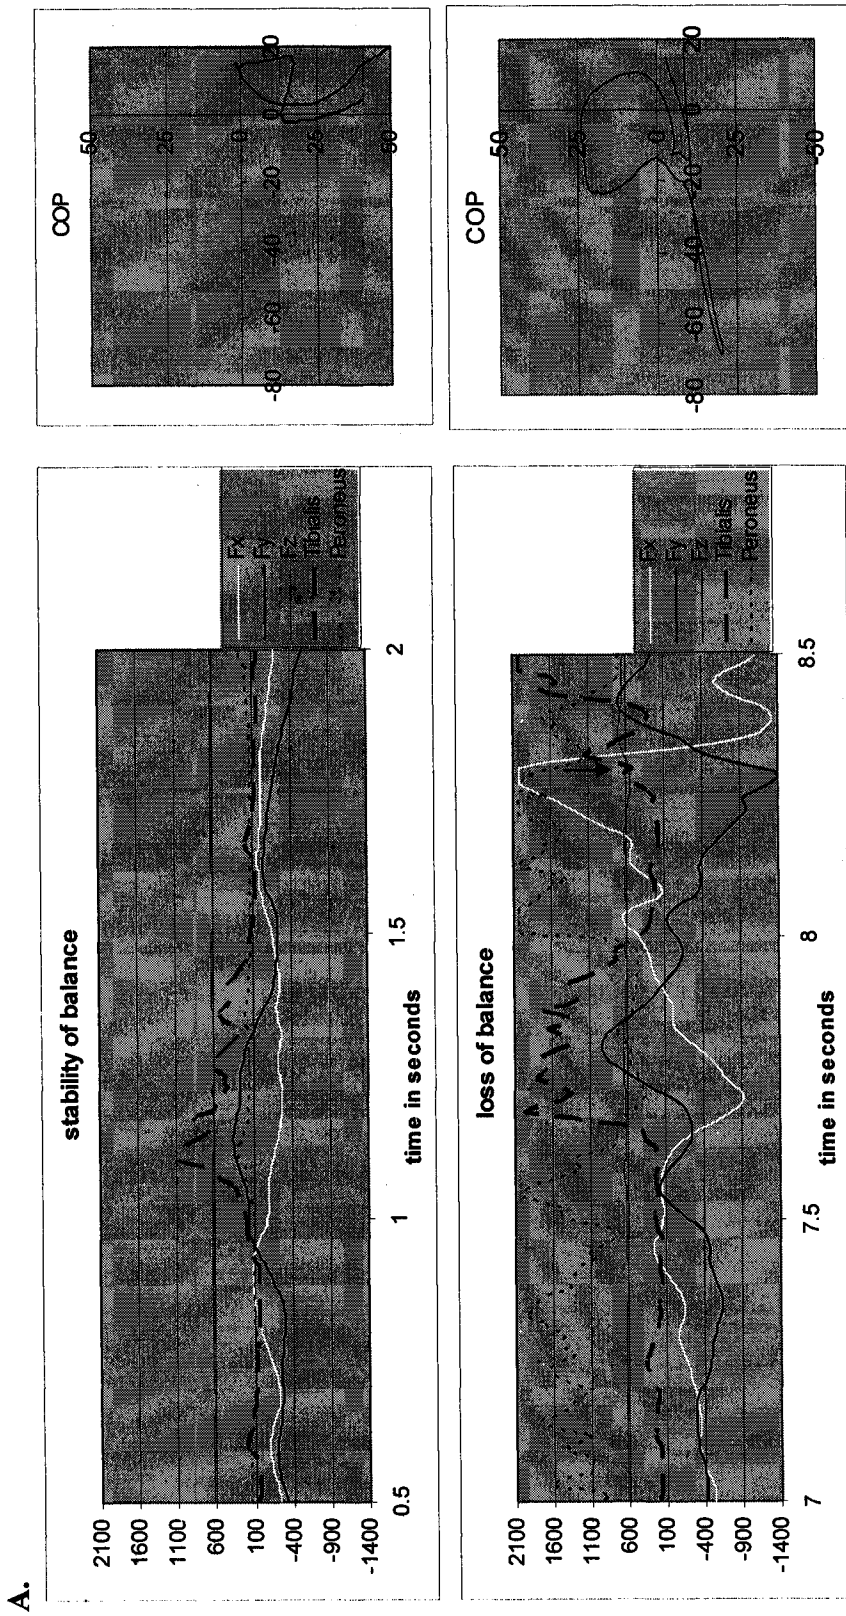 A.
stability of balance
2100
1600
1100
600
100
-400
-900
-1400
0.5
1
1.5
2
time in seconds
Fx
Fy
Fz
Tibialis
Peroneus
COP
50
25
0
25
50
-80
-60
-40
-20
0
20
loss of balance
2100
1600
1100
600
100
-400
-900
-1400
7
7.5
8
8.5
time in seconds
Fx
Fy
Fz
Tibialis
Peroneus
COP
50
25
0
25
-50
-80
-60
-40
-20
0
20